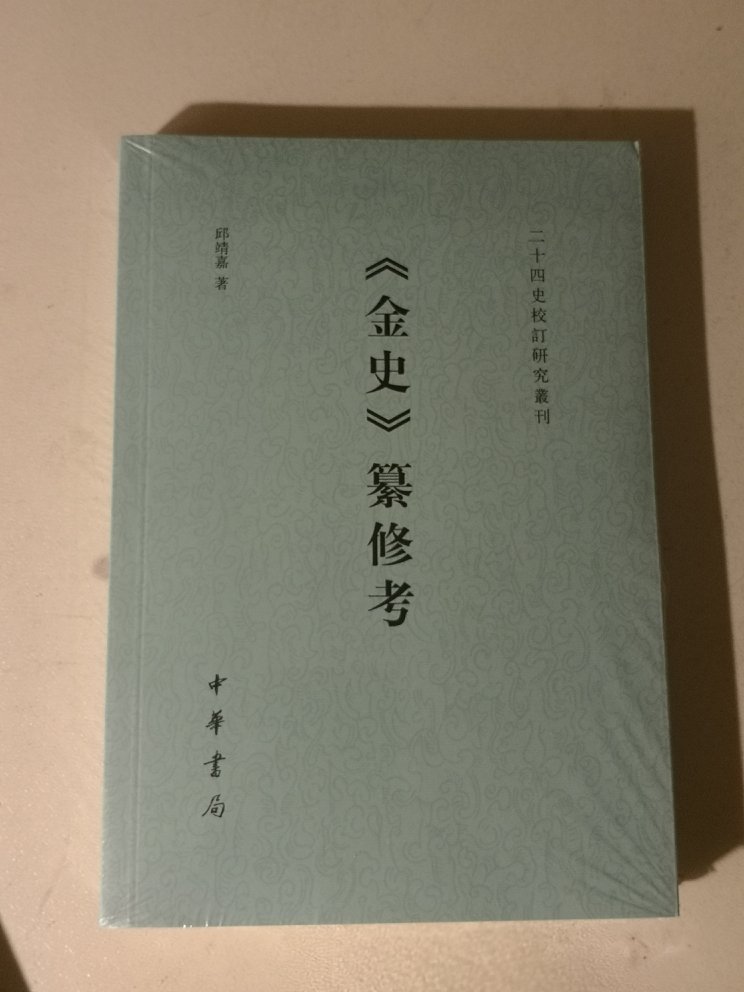 二十四史校訂研究叢刊
《金史》纂修考
邱靖嘉 著
中華書局